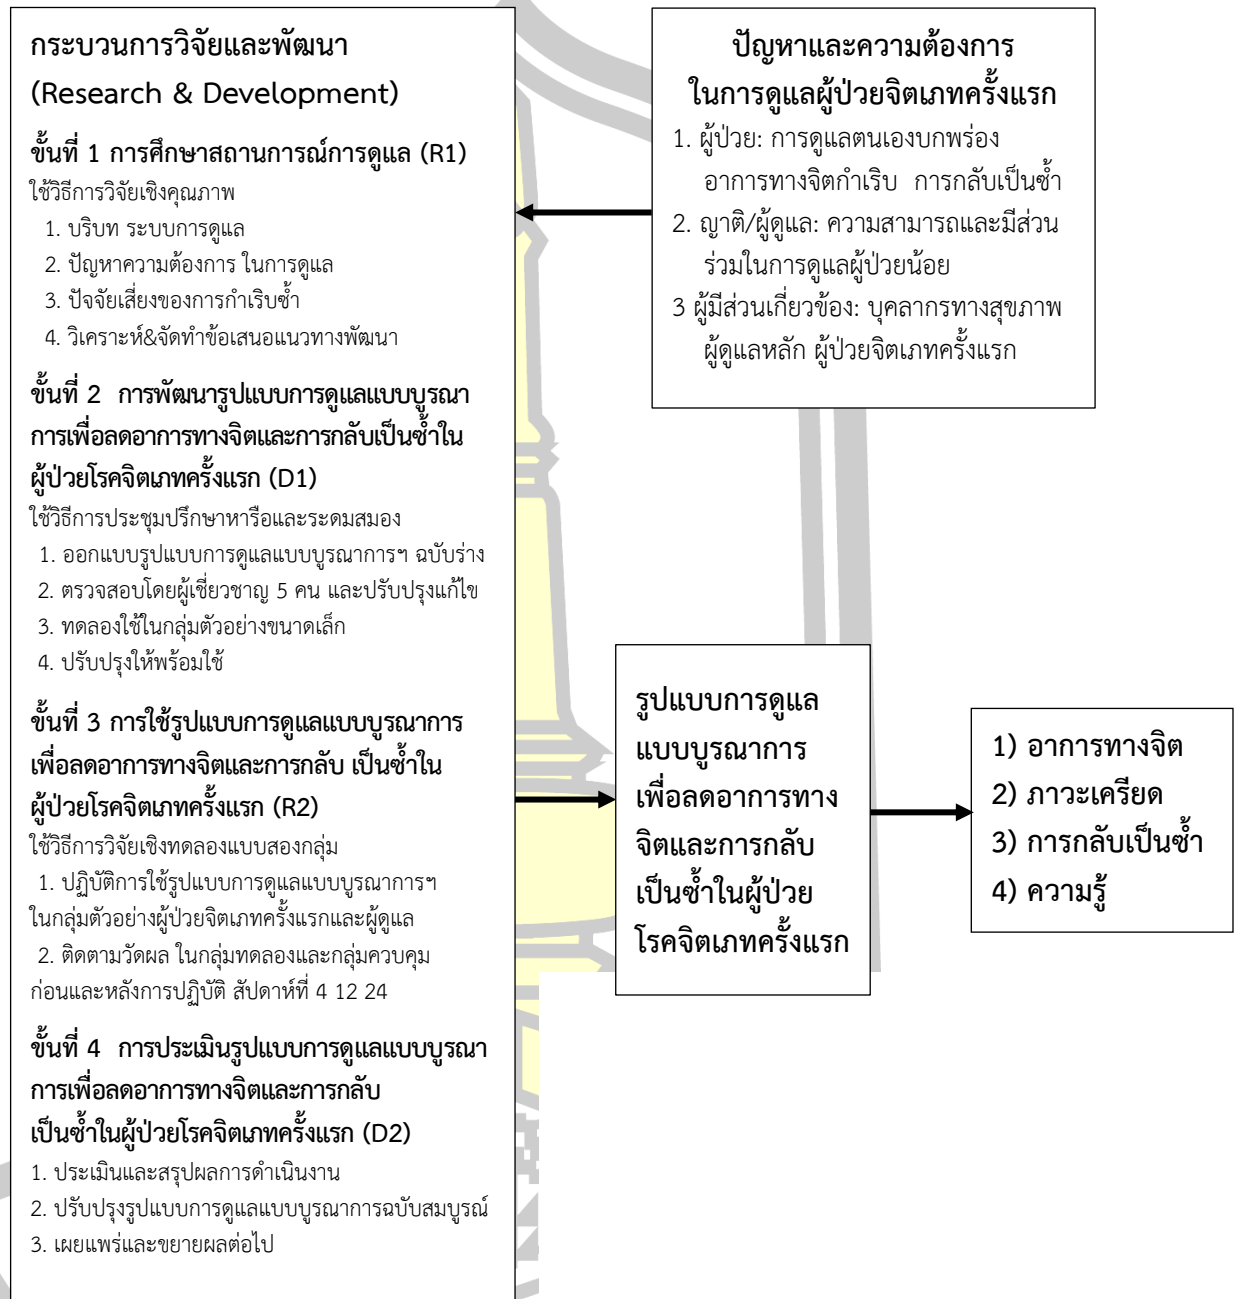 กระบวนการวิจัยและพัฒนา
(Research & Development)
ขั้นที่ 1 การศึกษาสถานการณ์การดูแล (R1)
ใช้วิธีการวิจัยเชิงคุณภาพ
1. บริบท ระบบการดูแล
2. ปัญหาความต้องการ ในการดูแล
3. ปัจจัยเสี่ยงของการกำเริบซ้ำ
4. วิเคราะห์&จัดทำข้อเสนอแนวทางพัฒนา
ขั้นที่ 2 การพัฒนารูปแบบการดูแลแบบบูรณา
การเพื่อลดอาการทางจิตและการกลับเป็นซ้ำใน
ผู้ป่วยโรคจิตเภทครั้งแรก (D1)
ใช้วิธีการประชุมปรึกษาหารือและระดมสมอง
1. ออกแบบรูปแบบการดูแลแบบบูรณาการฯ ฉบับร่าง
2. ตรวจสอบโดยผู้เชี่ยวชาญ 5 คน และปรับปรุงแก้ไข
3. ทดลองใช้ในกลุ่มตัวอย่างขนาดเล็ก
4. ปรับปรุงให้พร้อมใช้
ขั้นที่ 3 การใช้รูปแบบการดูแลแบบบูรณาการ
เพื่อลดอาการทางจิตและการกลับ เป็นซ้ำใน
ผู้ป่วยโรคจิตเภทครั้งแรก (R2)
ใช้วิธีการวิจัยเชิงทดลองแบบสองกลุ่ม
1. ปฏิบัติการใช้รูปแบบการดูแลแบบบูรณาการฯ
ในกลุ่มตัวอย่างผู้ป่วยจิตเภทครั้งแรกและผู้ดูแล
2. ติดตามวัดผล ในกลุ่มทดลองและกลุ่มควบคุม
ก่อนและหลังการปฏิบัติ สัปดาห์ที่ 4 12 24
ขั้นที่ 4 การประเมินรูปแบบการดูแลแบบบูรณา
การเพื่อลดอาการทางจิตและการกลับ
เป็นซ้ำในผู้ป่วยโรคจิตเภทครั้งแรก (D2)
1. ประเมินและสรุปผลการดำเนินงาน
2. ปรับปรุงรูปแบบการดูแลแบบบูรณาการฉบับสมบูรณ์
3. เผยแพร่และขยายผลต่อไป
ปัญหาและความต้องการ
ในการดูแลผู้ป่วยจิตเภทครั้งแรก
1. ผู้ป่วย: การดูแลตนเองบกพร่อง
อาการทางจิตกำเริบ การกลับเป็นซ้ำ
2. ญาติ/ผู้ดูแล: ความสามารถและมีส่วน
ร่วมในการดูแลผู้ป่วยน้อย
3 ผู้มีส่วนเกี่ยวข้อง: บุคลากรทางสุขภาพ
ผู้ดูแลหลัก ผู้ป่วยจิตเภทครั้งแรก
รูปแบบการดูแล
แบบบูรณาการ
เพื่อลดอาการทาง
จิตและการกลับ
เป็นซ้ำในผู้ป่วย
โรคจิตเภทครั้งแรก
1) อาการทางจิต
2) ภาวะเครียด
3) การกลับเป็นซ้ำ
4) ความรู้